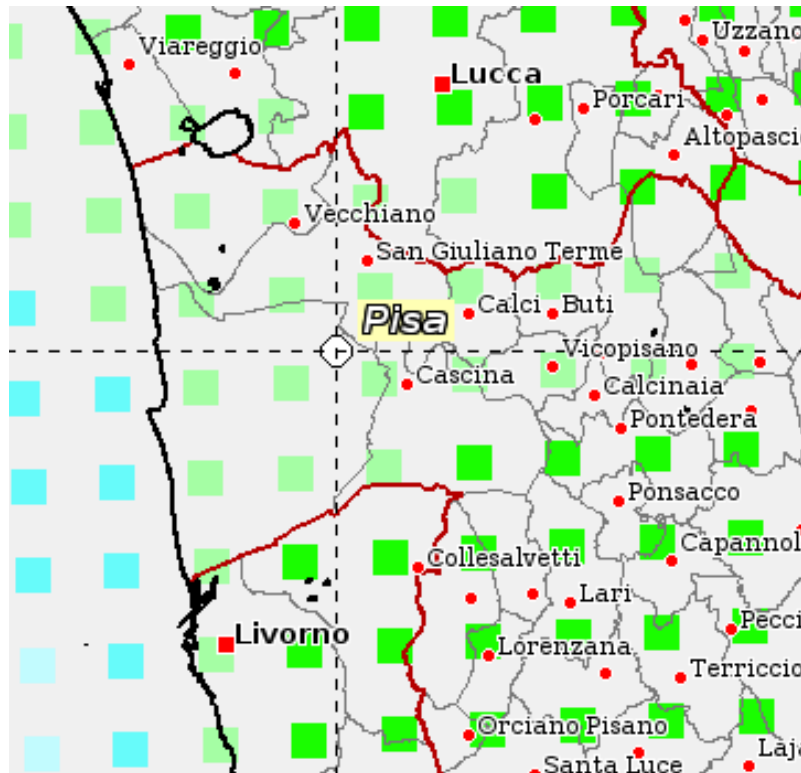 Uzzano
Viareggio
Lucca
Porcari
Altopasci
Vecchiano
San Giuliano Terme
Calci
Buti
Pisa
Vicopisano
Cascina
Calcinaia
Pontedera
Ponsacco
Collesalvetti
Capannol
Lari
Livorno
Pecci
Lorenzana
Terriccio
Orciano Pisano
Santa Luce
Laj